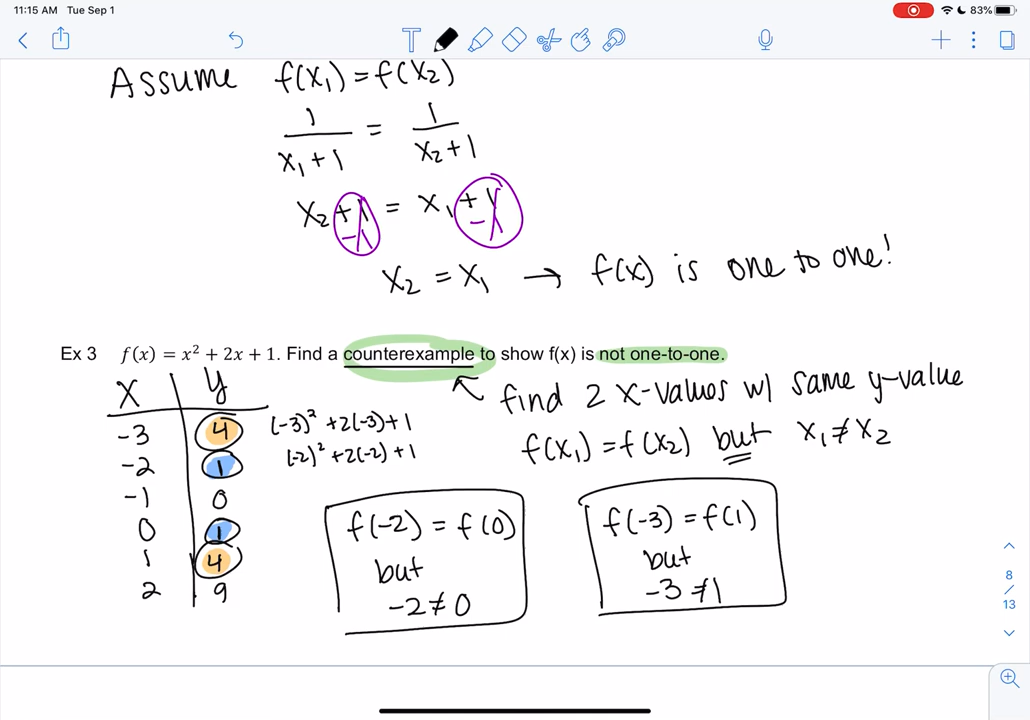 11:15 AM Tue Sep 1
83%
Assume f(x₁) = f(x₂)
1/(x₁ + 1) = 1/(x₂ + 1)
x₂ + 1 = x₁ + 1
-1 -1
x₂ = x₁ → f(x) is one to one!
Ex 3 f(x) = x² + 2x + 1. Find a counterexample to show f(x) is not one-to-one.
x y
find 2 x-values w/ same y-value
-3 4 (-3)² + 2(-3) + 1
f(x₁) = f(x₂) but x₁ ≠ x₂
-2 1 (-2)² + 2(-2) + 1
-1 0
0 1
1 4
2 9
f(-2) = f(0)
but
-2 ≠ 0
f(-3) = f(1)
but
-3 ≠ 1
8
/
13